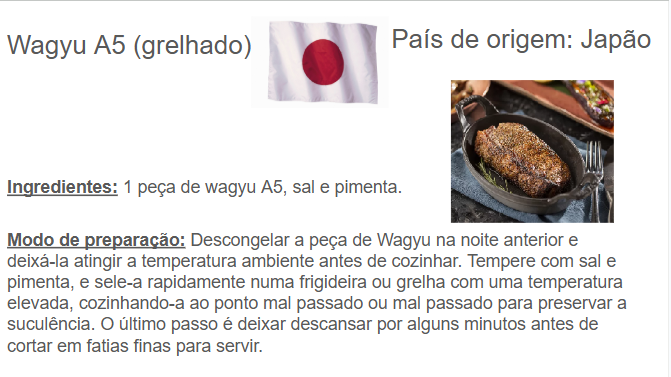 Wagyu A5 (grelhado)
País de origem: Japão
Ingredientes: 1 peça de wagyu A5, sal e pimenta.
Modo de preparação: Descongelar a peça de Wagyu na noite anterior e
deixá-la atingir a temperatura ambiente antes de cozinhar. Tempere com sal e
pimenta, e sele-a rapidamente numa frigideira ou grelha com uma temperatura
elevada, cozinhando-a ao ponto mal passado ou mal passado para preservar a
suculência. O último passo é deixar descansar por alguns minutos antes de
cortar em fatias finas para servir.